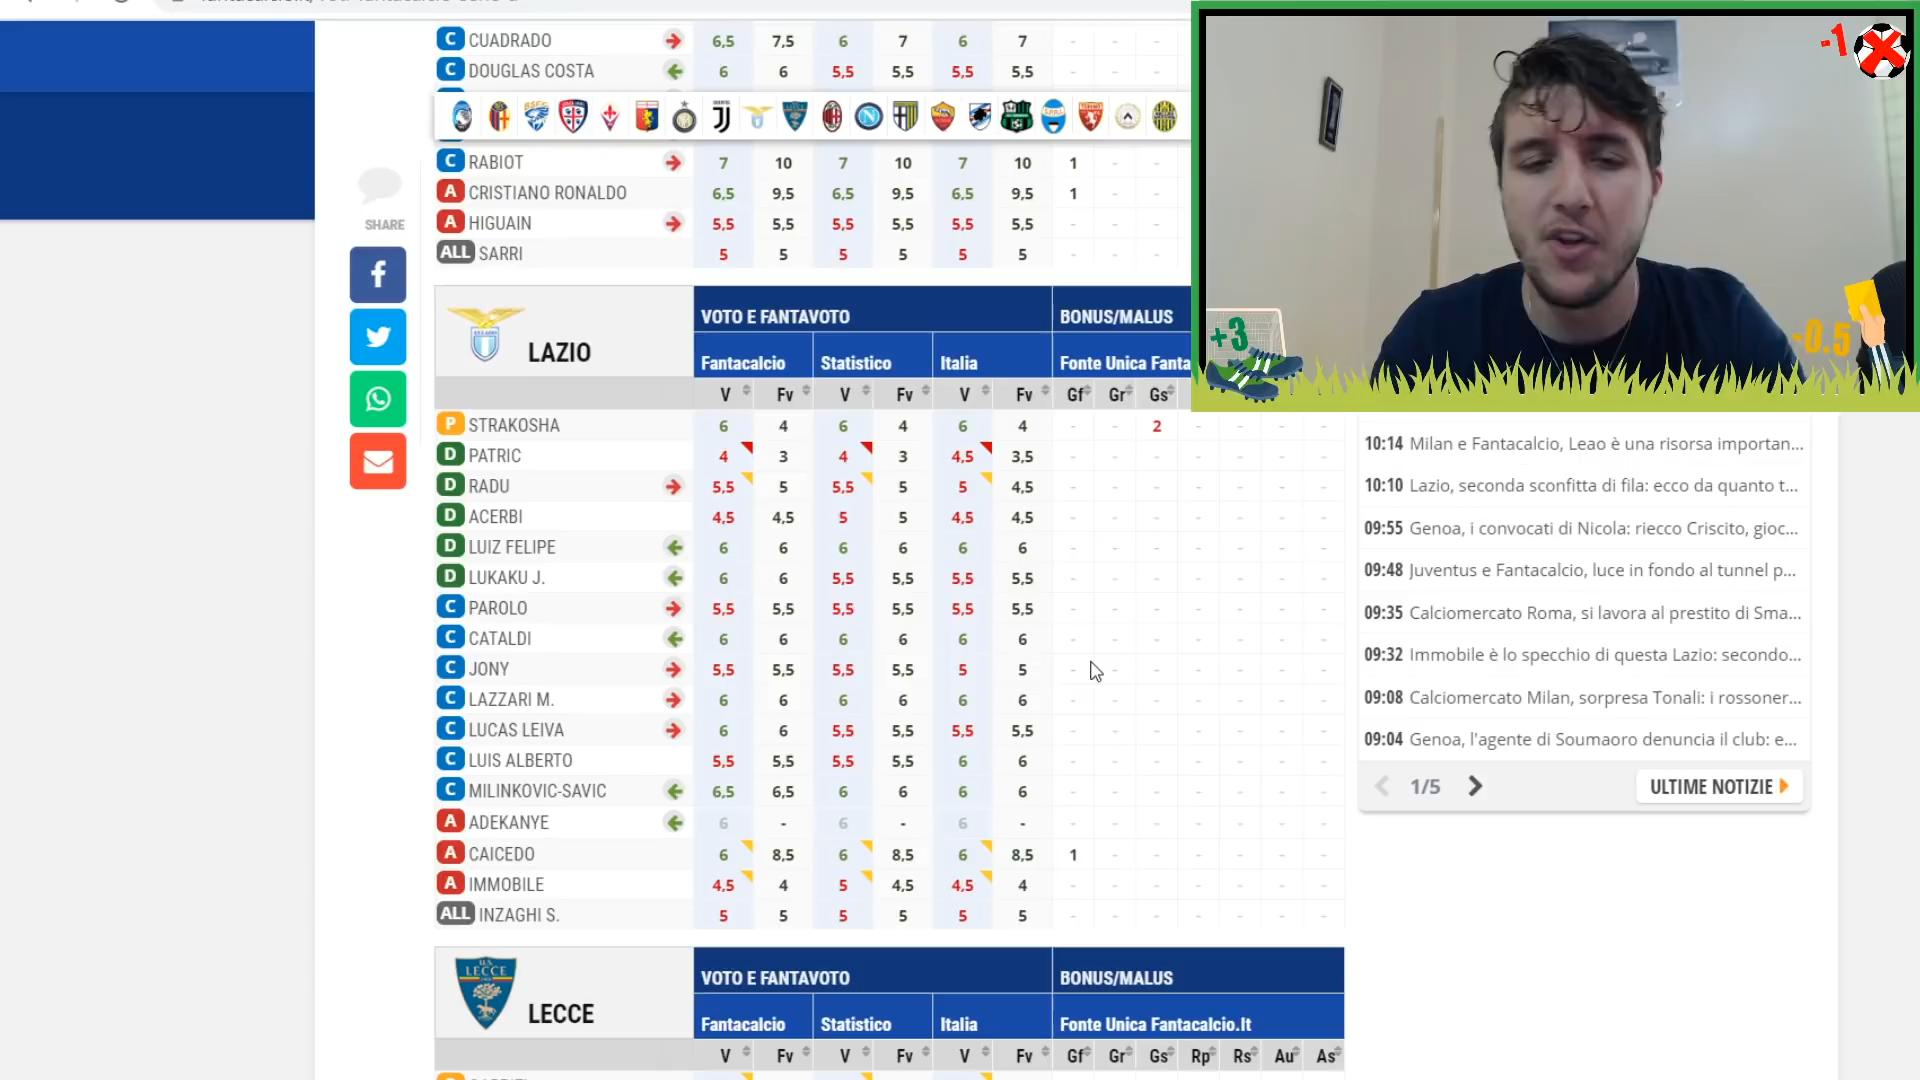 C CUADRADO 6,5 7,5 6 7 6 7 - - -
C DOUGLAS COSTA 6 6 5,5 5,5 5,5 5,5 - - -
C RABIOT 7 10 7 10 7 10 1 - -
A CRISTIANO RONALDO 6,5 9,5 6,5 9,5 6,5 9,5 1 - -
A HIGUAIN 5,5 5,5 5,5 5,5 5,5 5,5 - - -
ALL SARRI 5 5 5 5 5 5 - - -
SHARE
-1
+3
-0.5
LAZIO
VOTO E FANTAVOTO BONUS/MALUS
Fantacalcio Statistico Italia Fonte Unica Fanta
V Fv V Fv V Fv Gf Gr Gs
P STRAKOSHA 6 4 6 4 6 4 - - 2 - - - -
D PATRIC 4 3 4 3 4,5 3,5 - - - - - - -
D RADU 5,5 5 5,5 5 5 4,5 - - - - - - -
D ACERBI 4,5 4,5 5 5 4,5 4,5 - - - - - - -
D LUIZ FELIPE 6 6 6 6 6 6 - - - - - - -
D LUKAKU J. 6 6 5,5 5,5 5,5 5,5 - - - - - - -
C PAROLO 5,5 5,5 5,5 5,5 5,5 5,5 - - - - - - -
C CATALDI 6 6 6 6 6 6 - - - - - - -
C JONY 5,5 5,5 5,5 5,5 5 5 - - - - - - -
C LAZZARI M. 6 6 6 6 6 6 - - - - - - -
C LUCAS LEIVA 6 6 5,5 5,5 5,5 5,5 - - - - - - -
C LUIS ALBERTO 5,5 5,5 5,5 5,5 6 6 - - - - - - -
C MILINKOVIC-SAVIC 6,5 6,5 6 6 6 6 - - - - - - -
A ADEKANYE 6 - 6 - 6 - - - - - - - -
A CAICEDO 6 8,5 6 8,5 6 8,5 1 - - - - - -
A IMMOBILE 4,5 4 5 4,5 4,5 4 - - - - - - -
ALL INZAGHI S. 5 5 5 5 5 5 - - - - - - -
10:14 Milan e Fantacalcio, Leao è una risorsa importan...
10:10 Lazio, seconda sconfitta di fila: ecco da quanto t...
09:55 Genoa, i convocati di Nicola: riecco Criscito, gioc...
09:48 Juventus e Fantacalcio, luce in fondo al tunnel p...
09:35 Calciomercato Roma, si lavora al prestito di Sma...
09:32 Immobile è lo specchio di questa Lazio: secondo...
09:08 Calciomercato Milan, sorpresa Tonali: i rossoner...
09:04 Genoa, l'agente di Soumaoro denuncia il club: e...
1/5 ULTIME NOTIZIE
U.S. LECCE
LECCE
VOTO E FANTAVOTO BONUS/MALUS
Fantacalcio Statistico Italia Fonte Unica Fantacalcio.It
V Fv V Fv V Fv Gf Gr Gs Rp Rs Au As